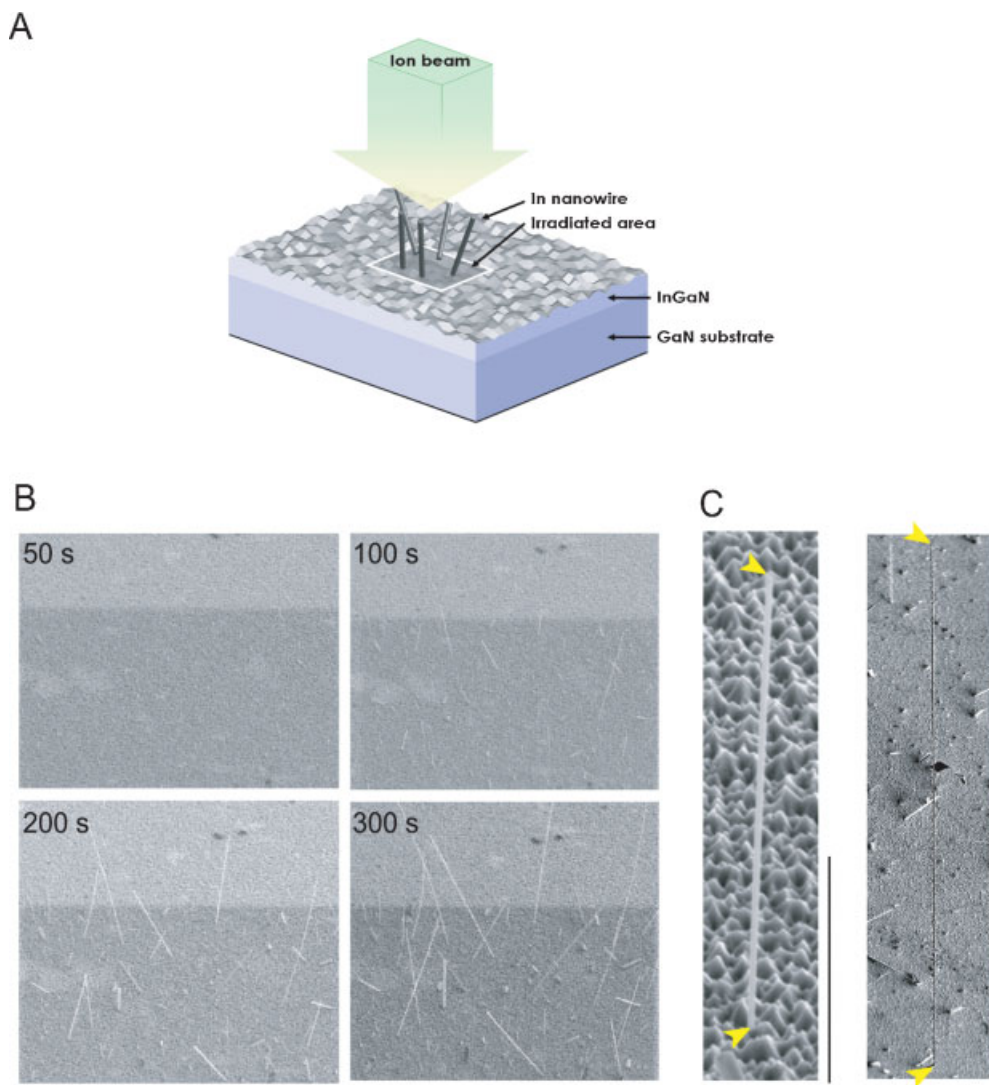 A
Ion beam
In nanowire
Irradiated area
InGaN
GaN substrate
B
50 s
100 s
200 s
300 s
C